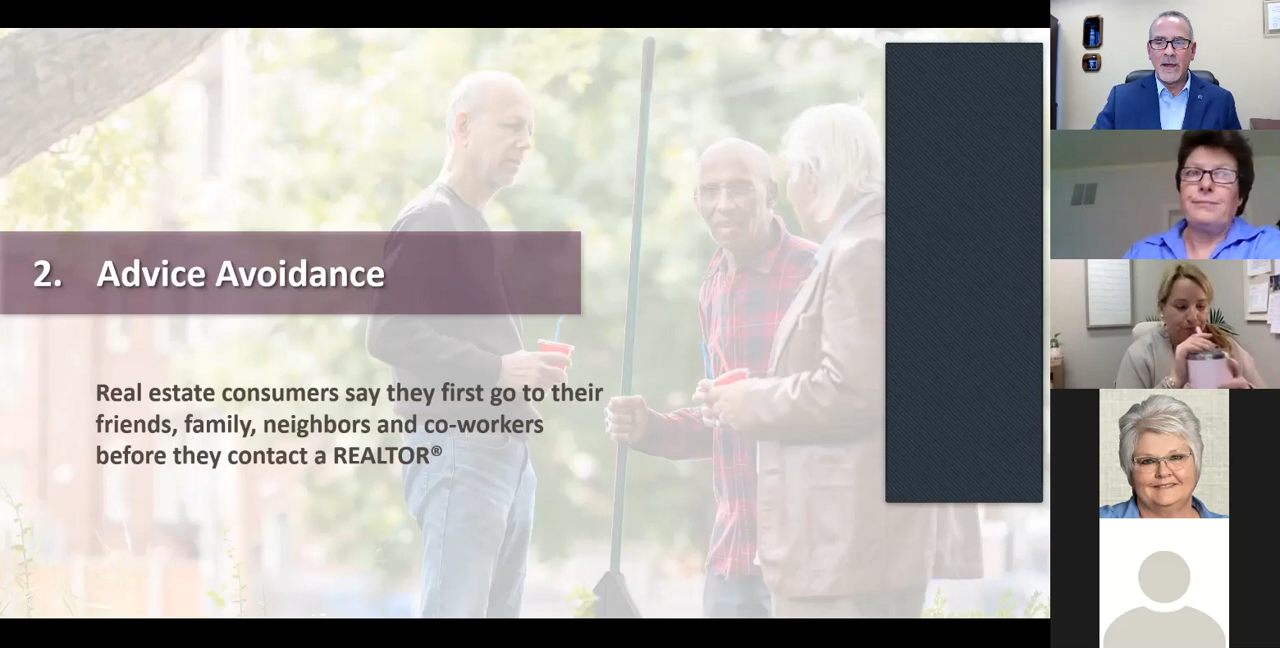 2. Advice Avoidance
Real estate consumers say they first go to their
friends, family, neighbors and co-workers
before they contact a REALTOR®